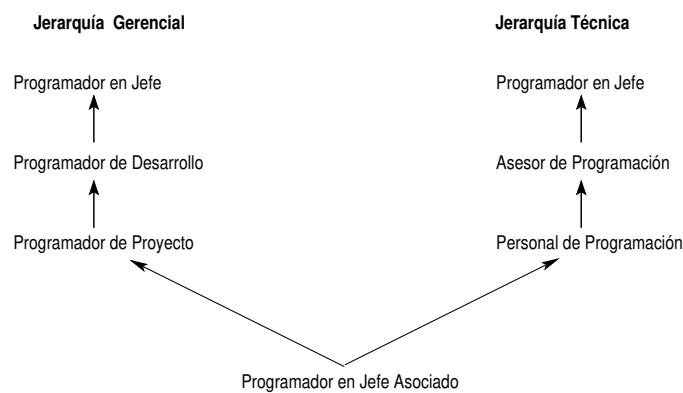 Jerarquía Gerencial
Jerarquía Técnica
Programador en Jefe
Programador en Jefe
Programador de Desarrollo
Asesor de Programación
Programador de Proyecto
Personal de Programación
Programador en Jefe Asociado